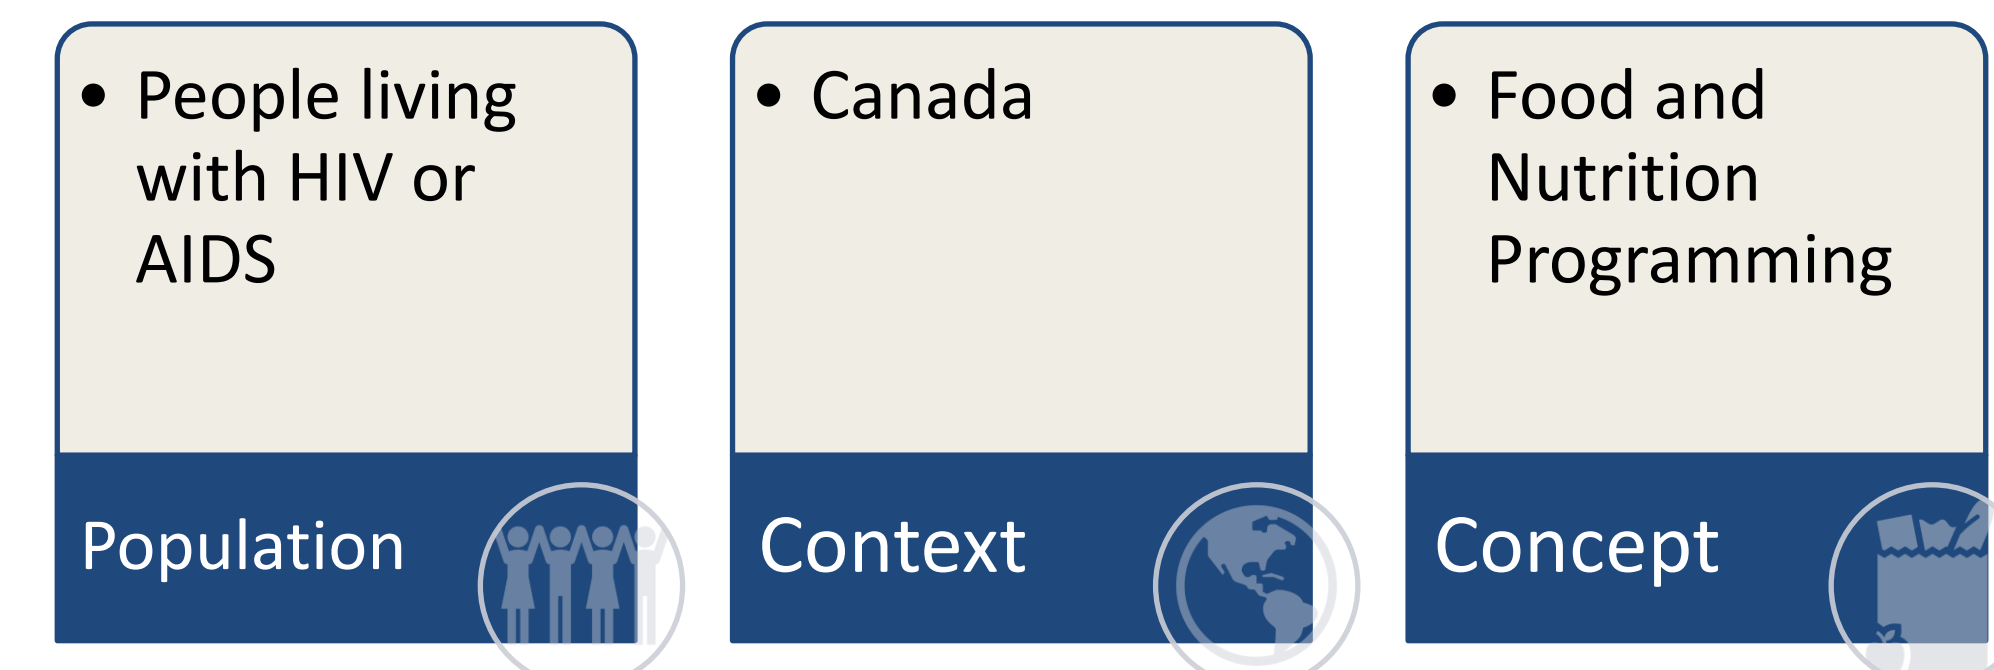 • People living
with HIV or
AIDS
Population
• Canada
Context
• Food and
Nutrition
Programming
Concept